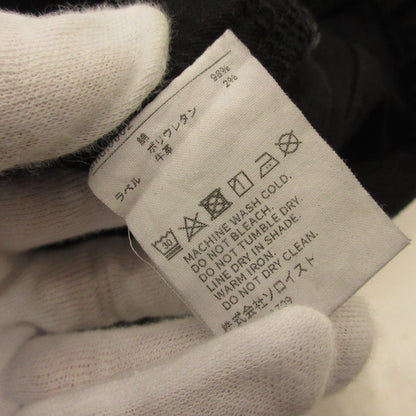 綿 98%
ポリウレタン 2%
ラベル 牛革
30
MACHINE WASH COLD.
DO NOT BLEACH.
DO NOT TUMBLE DRY.
LINE DRY IN SHADE.
WARM IRON.
DO NOT DRY CLEAN.
株式会社ソロイスト